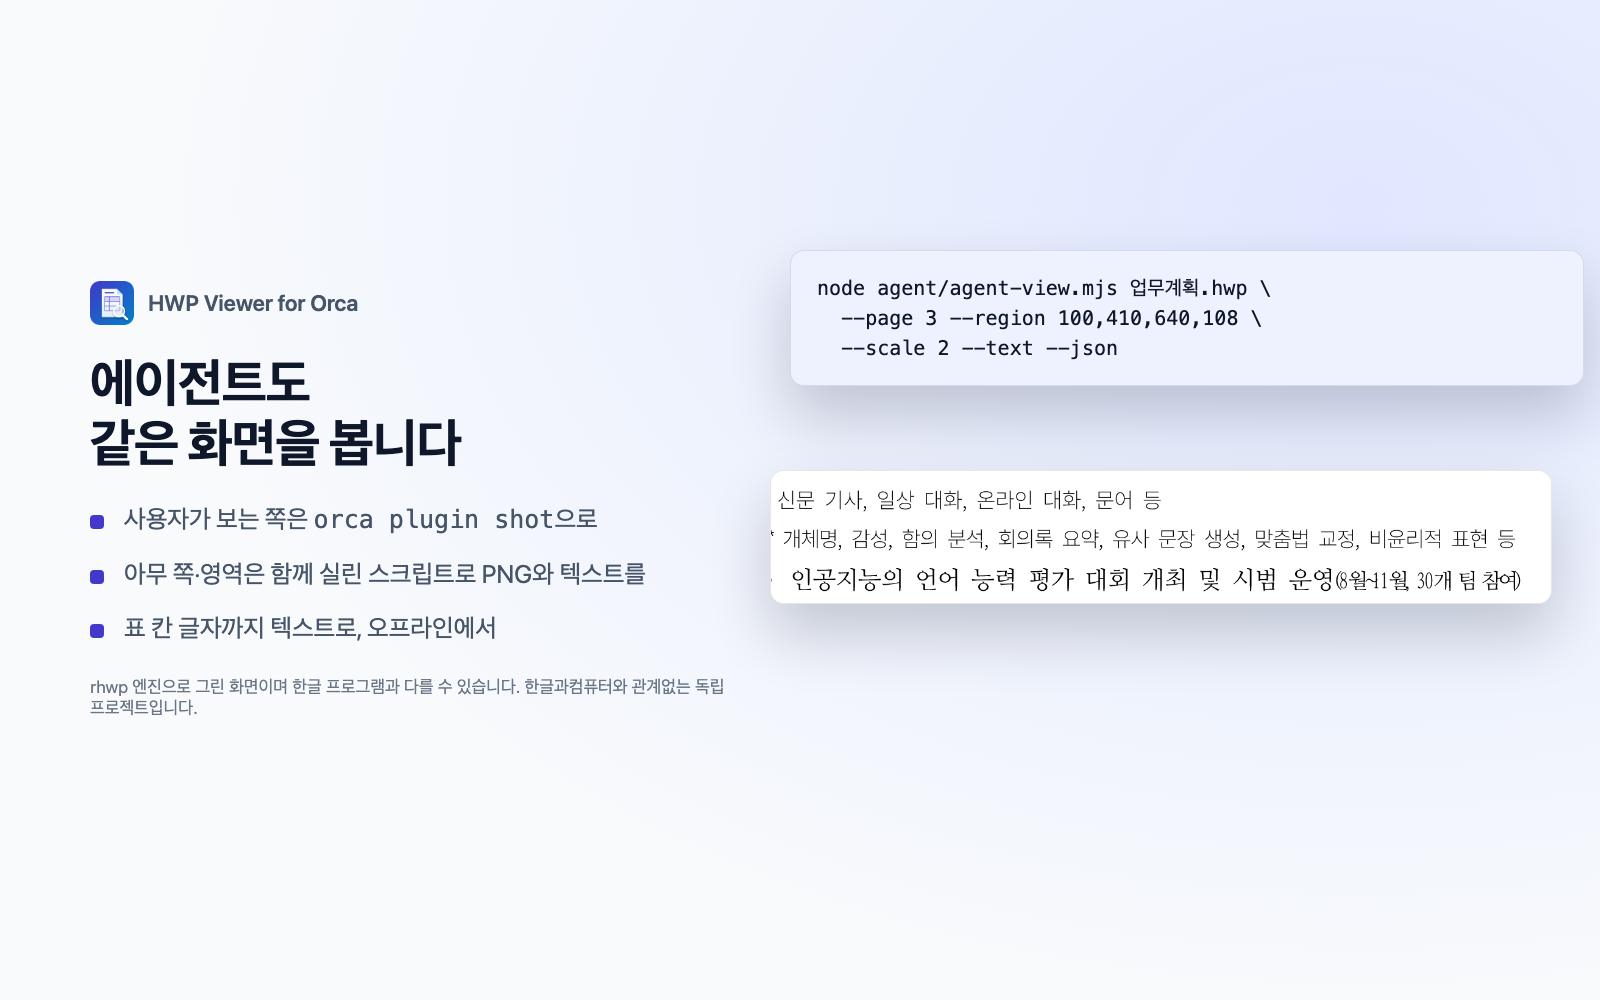 HWP Viewer for Orca
에이전트도
같은 화면을 봅니다
사용자가 보는 쪽은 orca plugin shot으로
아무 쪽·영역은 함께 실린 스크립트로 PNG와 텍스트를
표 칸 글자까지 텍스트로, 오프라인에서
rhwp 엔진으로 그린 화면이며 한글 프로그램과 다를 수 있습니다. 한글과컴퓨터와 관계없는 독립
프로젝트입니다.
node agent/agent-view.mjs 업무계획.hwp \
--page 3 --region 100,410,640,108 \
--scale 2 --text --json
신문 기사, 일상 대화, 온라인 대화, 문어 등
* 개체명, 감성, 함의 분석, 회의록 요약, 유사 문장 생성, 맞춤법 교정, 비윤리적 표현 등
인공지능의 언어 능력 평가 대회 개최 및 시범 운영(8월~11월, 30개 팀 참여)